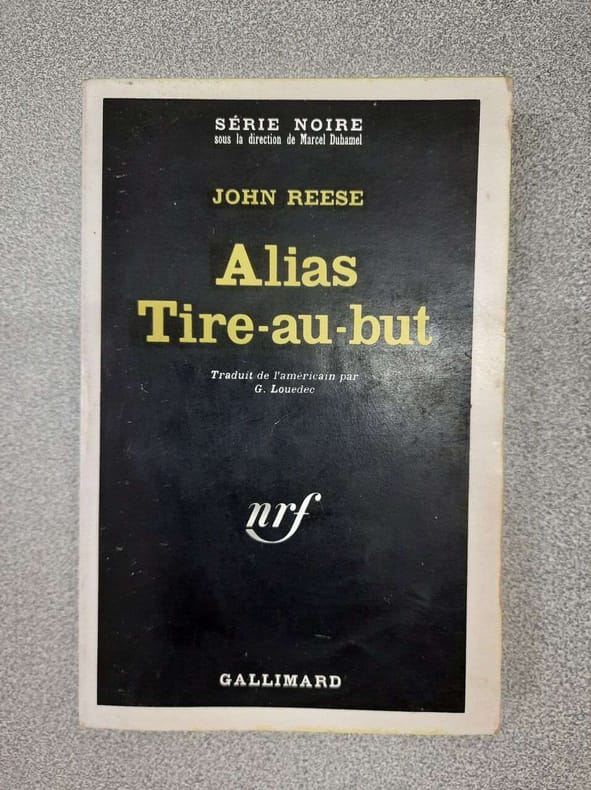 SÉRIE NOIRE
sous la direction de Marcel Duhamel
JOHN REESE
Alias
Tire-au-but
Traduit de l'américain par
G. Louedec
nrf
GALLIMARD